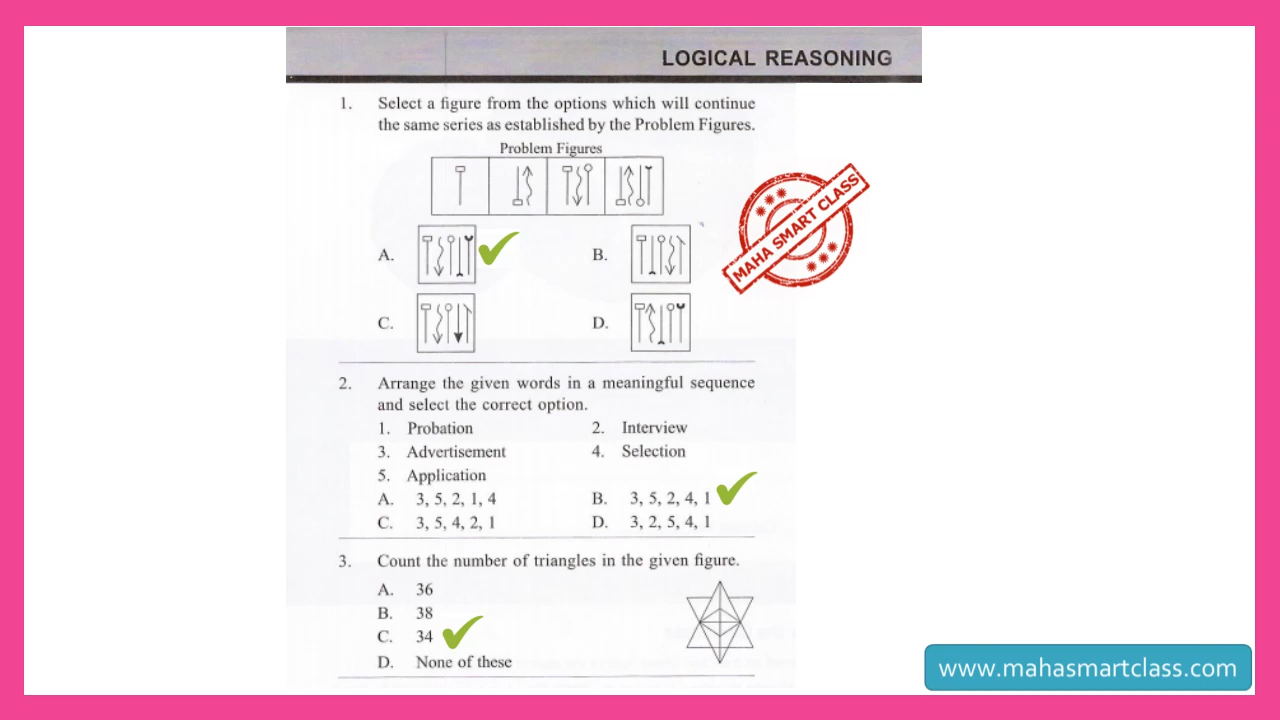 LOGICAL REASONING
1. Select a figure from the options which will continue
the same series as established by the Problem Figures.
Problem Figures
A.
B.
C.
D.
MAHA SMART CLASS
2. Arrange the given words in a meaningful sequence
and select the correct option.
1. Probation 2. Interview
3. Advertisement 4. Selection
5. Application
A. 3, 5, 2, 1, 4 B. 3, 5, 2, 4, 1
C. 3, 5, 4, 2, 1 D. 3, 2, 5, 4, 1
3. Count the number of triangles in the given figure.
A. 36
B. 38
C. 34
D. None of these
www.mahasmartclass.com